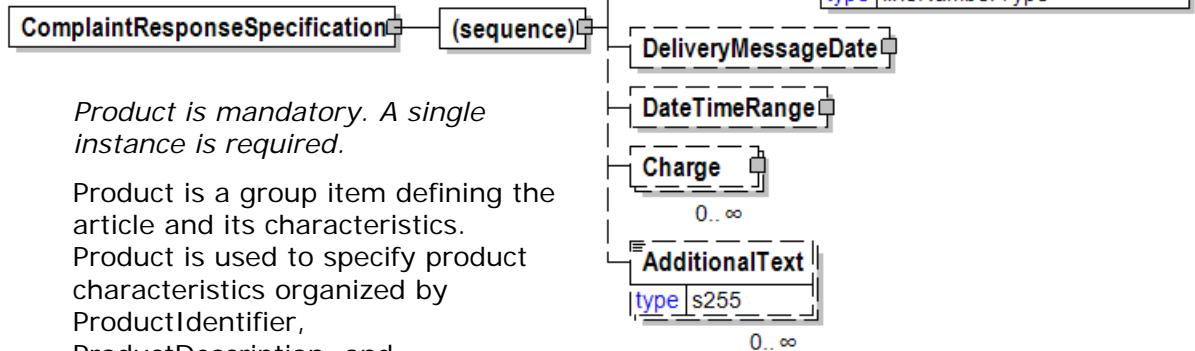 ComplaintResponseSpecification
(sequence)
DeliveryMessageDate
DateTimeRange
Charge
0.. ∞
AdditionalText
type s255
0.. ∞
Product is mandatory. A single
instance is required.
Product is a group item defining the
article and its characteristics.
Product is used to specify product
characteristics organized by
ProductIdentifier,